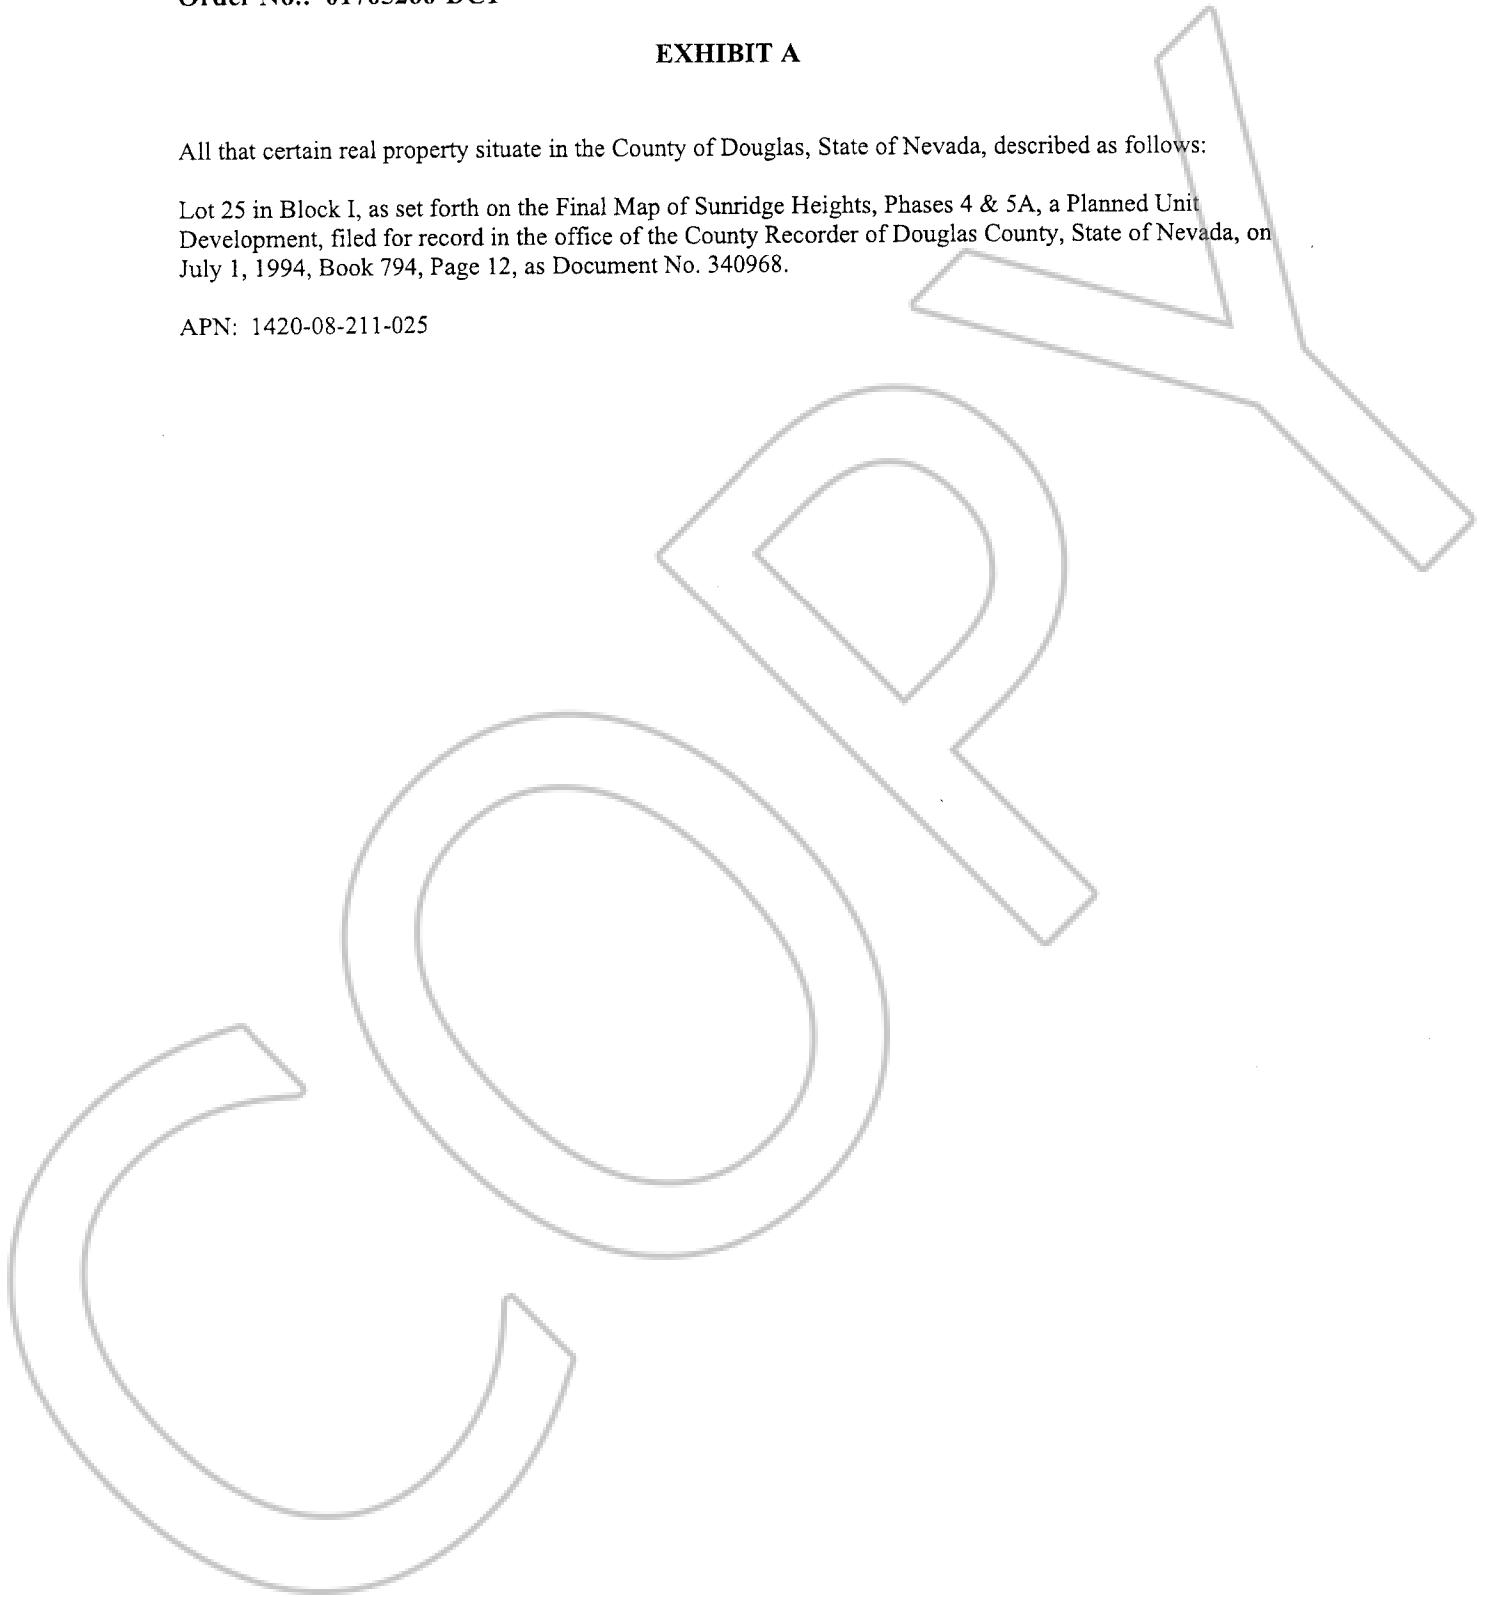 EXHIBIT A
All that certain real property situate in the County of Douglas, State of Nevada, described as follows:
Lot 25 in Block I, as set forth on the Final Map of Sunridge Heights, Phases 4 & 5A, a Planned Unit
Development, filed for record in the office of the County Recorder of Douglas County, State of Nevada, on
July 1, 1994, Book 794, Page 12, as Document No. 340968.
APN: 1420-08-211-025
COPY